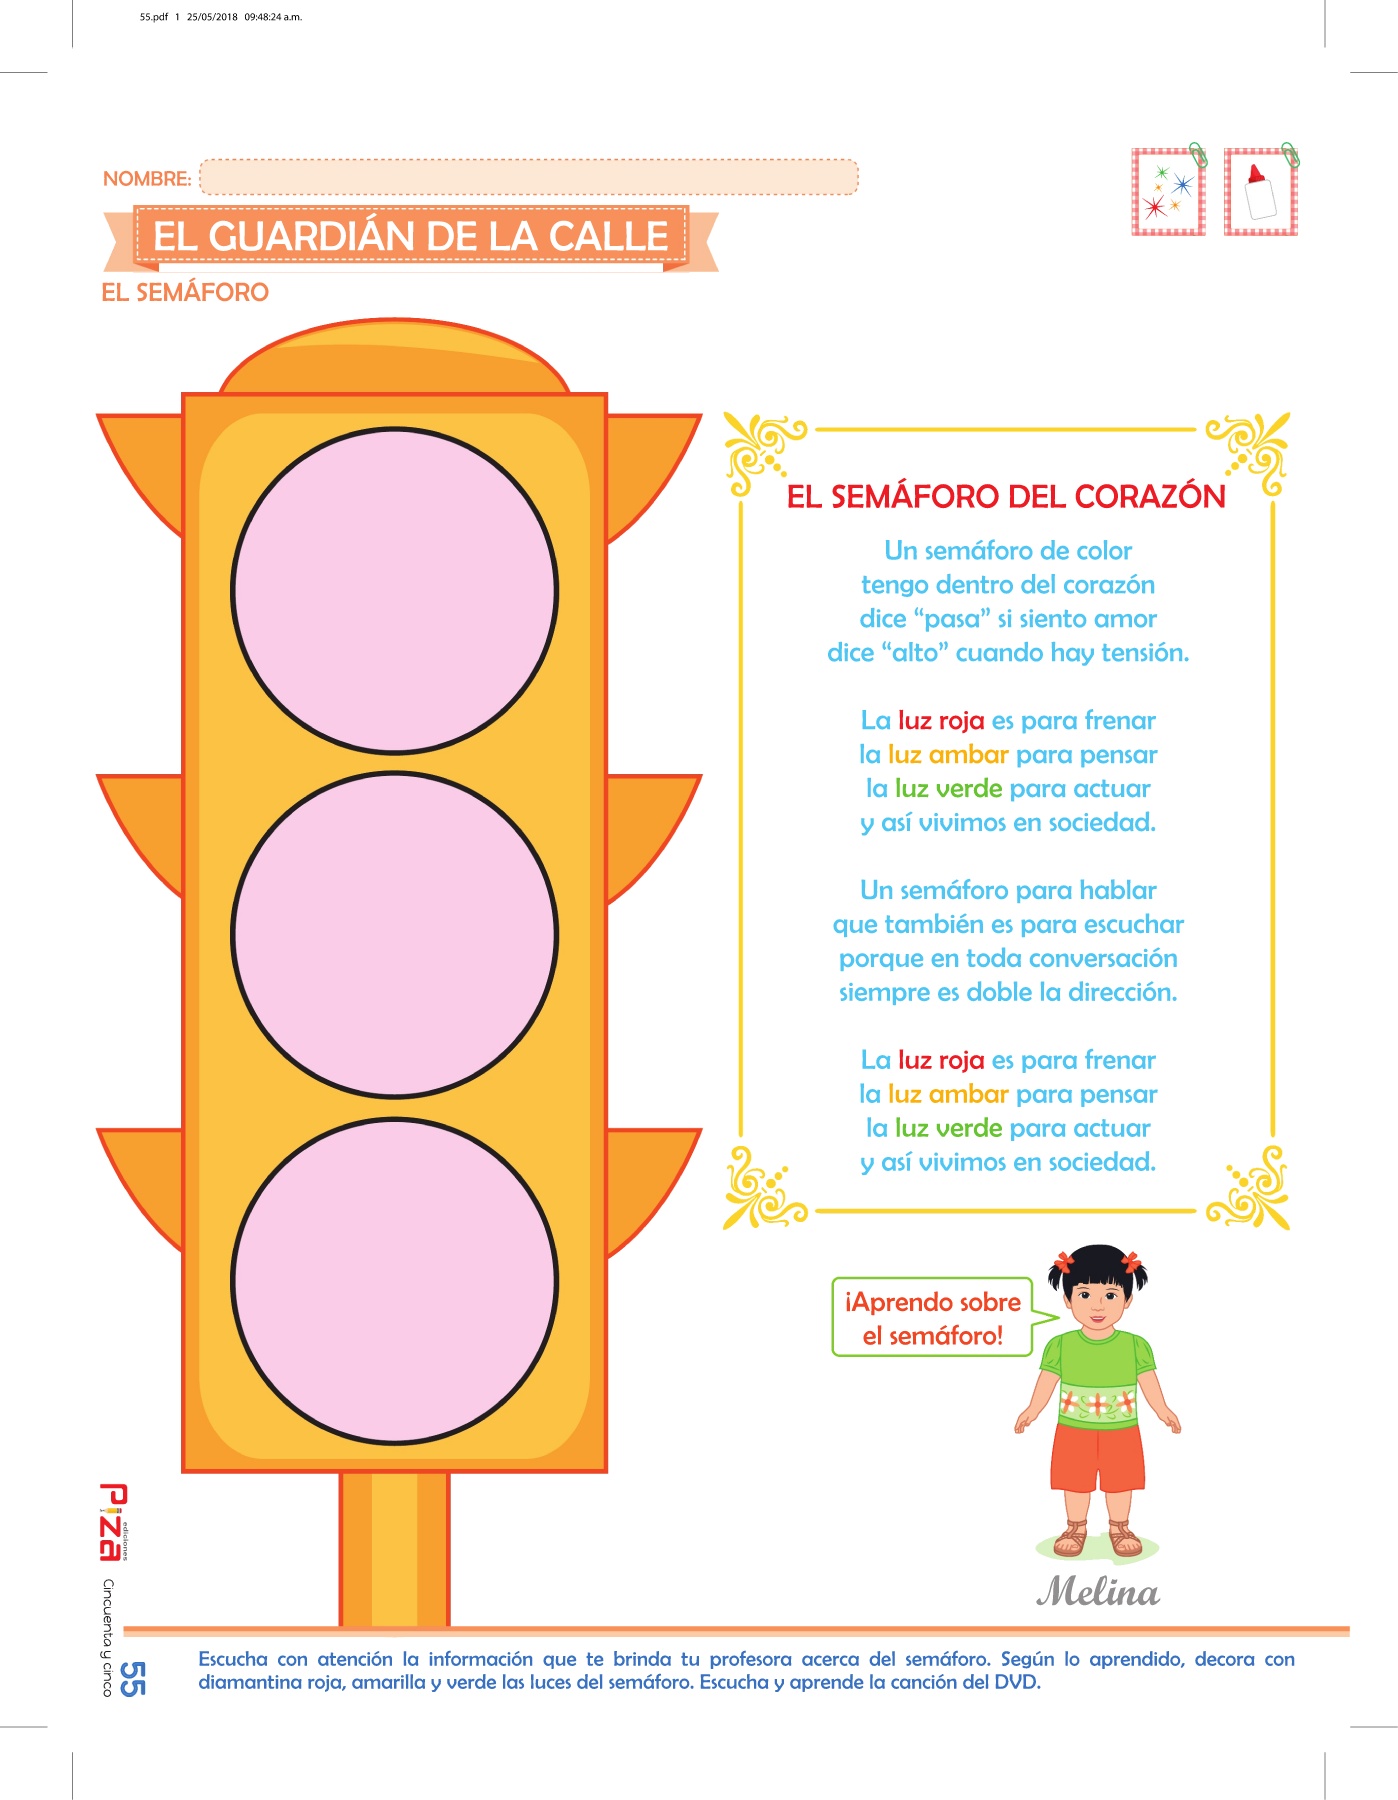 55.pdf 1 25/05/2018 09:48:24 a.m.
NOMBRE:
EL GUARDIÁN DE LA CALLE
EL SEMÁFORO
EL SEMÁFORO DEL CORAZÓN
Un semáforo de color
tengo dentro del corazón
dice “pasa” si siento amor
dice “alto” cuando hay tensión.
La luz roja es para frenar
la luz ambar para pensar
la luz verde para actuar
y así vivimos en sociedad.
Un semáforo para hablar
que también es para escuchar
porque en toda conversación
siempre es doble la dirección.
La luz roja es para frenar
la luz ambar para pensar
la luz verde para actuar
y así vivimos en sociedad.
¡Aprendo sobre
el semáforo!
Melina
Piza
ediciones
Cincuenta y cinco
55
Escucha con atención la información que te brinda tu profesora acerca del semáforo. Según lo aprendido, decora con
diamantina roja, amarilla y verde las luces del semáforo. Escucha y aprende la canción del DVD.